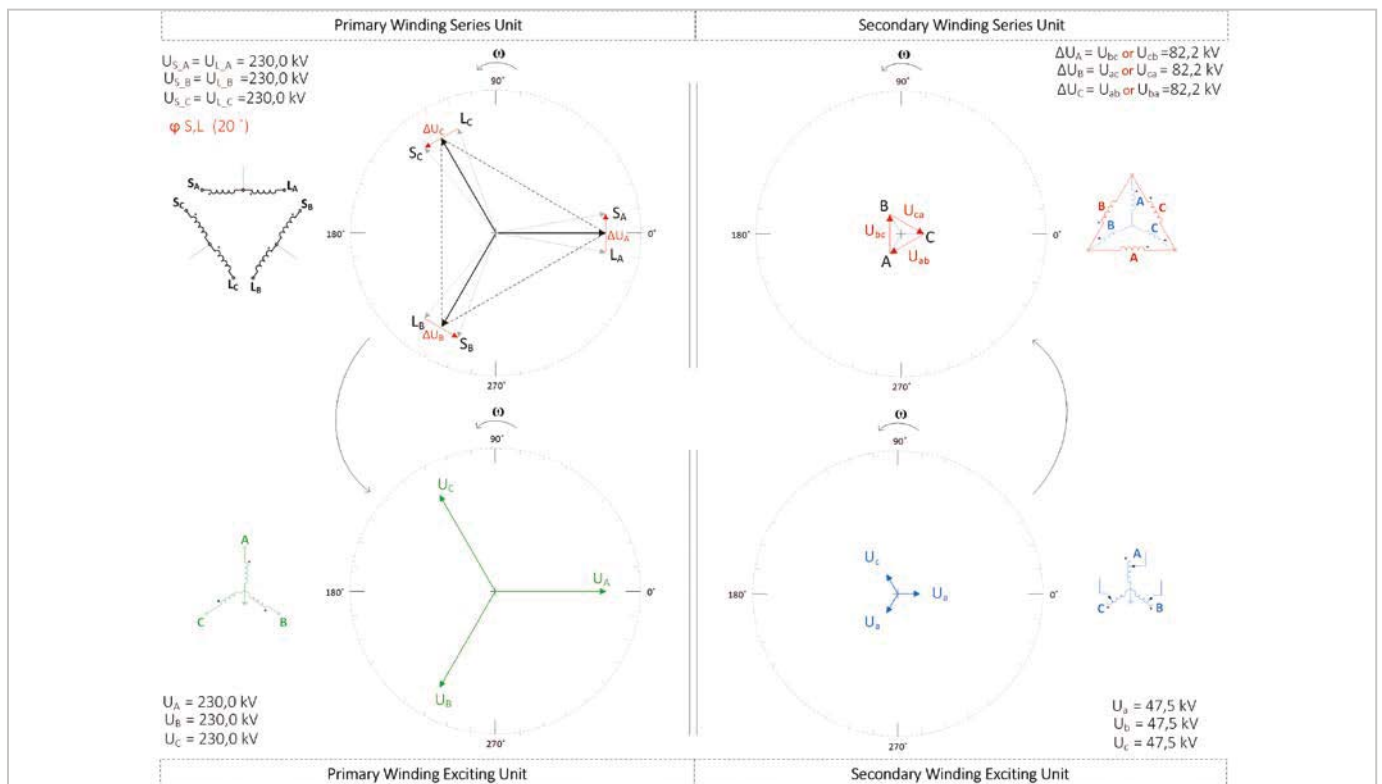 Primary Winding Series Unit
Secondary Winding Series Unit
U_S_A = U_L_A = 230,0 kV
U_S_B = U_L_B =230,0 kV
U_S_C = U_L_C =230,0 kV
φ S,L (20 ˚)
S_A L_A
S_C S_B
L_C L_B
ω
90˚
ΔU_C L_C
S_C
180˚
S_A
0˚
ΔU_A
L_A
L_B
ΔU_B
S_B
270˚
ΔU_A = U_bc or U_cb =82,2 kV
ΔU_B = U_ac or U_ca = 82,2 kV
ΔU_C = U_ab or U_ba =82,2 kV
ω
90˚
B U_ca
180˚ U_bc C 0˚
A U_ab
270˚
B A C
B C
A
ω
90˚
U_C
U_A
180˚ 0˚
U_B
270˚
A
C B
U_A = 230,0 kV
U_B = 230,0 kV
U_C = 230,0 kV
ω
90˚
U_c
180˚ U_a 0˚
U_a
270˚
A
C B
U_a = 47,5 kV
U_b = 47,5 kV
U_c = 47,5 kV
Primary Winding Exciting Unit
Secondary Winding Exciting Unit